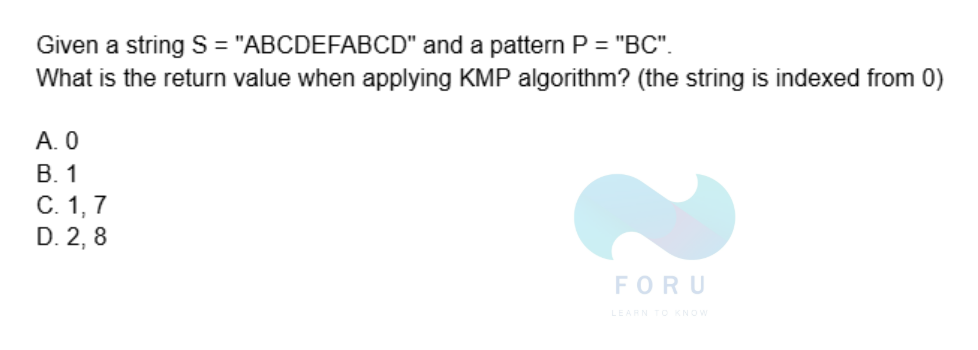 Given a string S = "ABCDEFABCD" and a pattern P = "BC".
What is the return value when applying KMP algorithm? (the string is indexed from 0)
A. 0
B. 1
C. 1, 7
D. 2, 8
FORU
LEARN TO KNOW